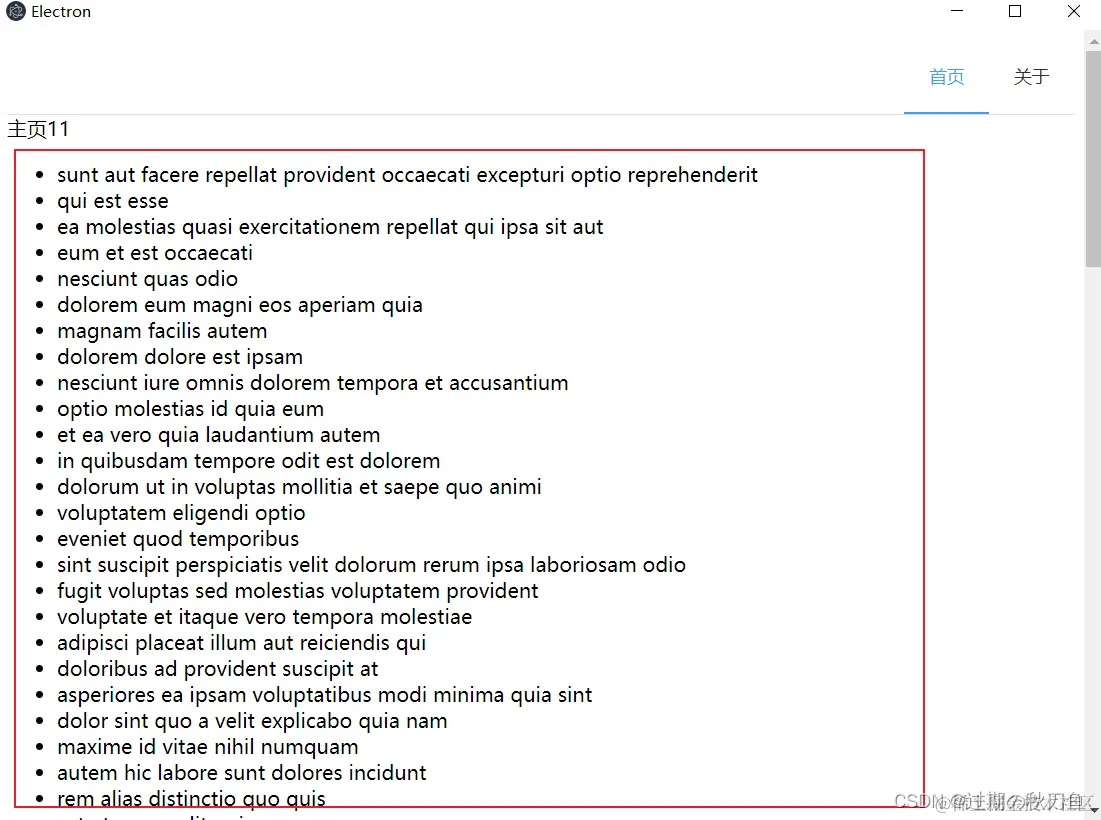 Electron
首页 关于
主页11
sunt aut facere repellat provident occaecati excepturi optio reprehenderit
qui est esse
ea molestias quasi exercitationem repellat qui ipsa sit aut
eum et est occaecati
nesciunt quas odio
dolorem eum magni eos aperiam quia
magnam facilis autem
dolorem dolore est ipsam
nesciunt iure omnis dolorem tempora et accusantium
optio molestias id quia eum
et ea vero quia laudantium autem
in quibusdam tempore odit est dolorem
dolorum ut in voluptas mollitia et saepe quo animi
voluptatem eligendi optio
eveniet quod temporibus
sint suscipit perspiciatis velit dolorum rerum ipsa laboriosam odio
fugit voluptas sed molestias voluptatem provident
voluptate et itaque vero tempora molestiae
adipisci placeat illum aut reiciendis qui
doloribus ad provident suscipit at
asperiores ea ipsam voluptatibus modi minima quia sint
dolor sint quo a velit explicabo quia nam
maxime id vitae nihil numquam
autem hic labore sunt dolores incidunt
rem alias distinctio quo quis
CSDN @过期の秋刀鱼